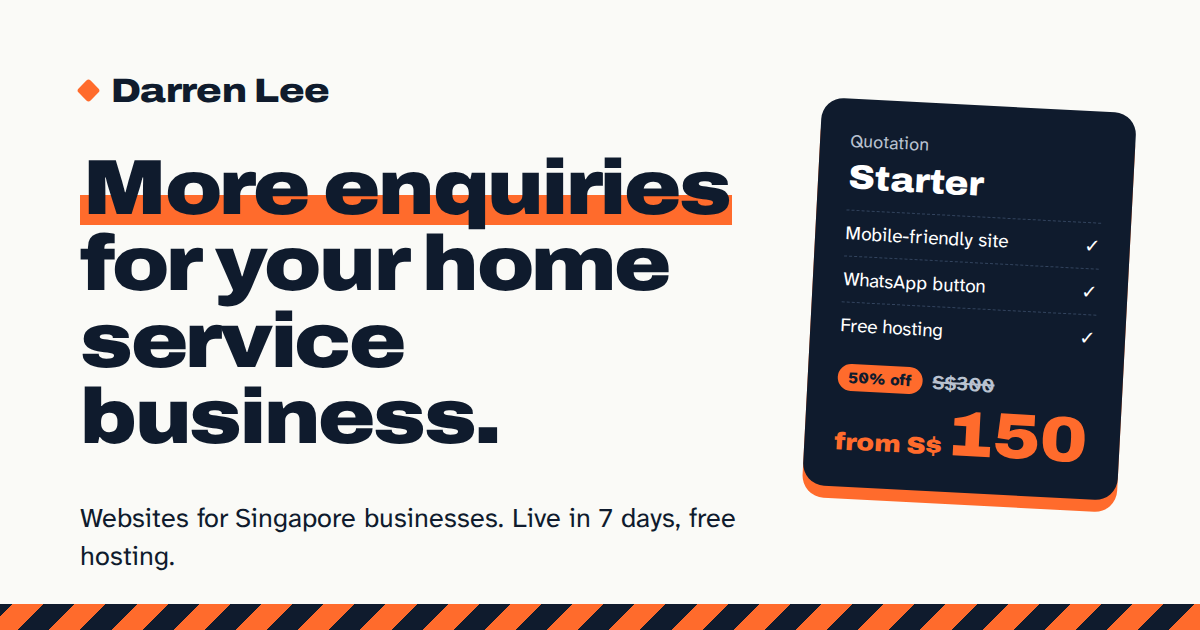 Darren Lee
More enquiries
for your home
service
business.
Websites for Singapore businesses. Live in 7 days, free
hosting.
Quotation
Starter
Mobile-friendly site ✓
WhatsApp button ✓
Free hosting ✓
50% off S$300
from S$ 150